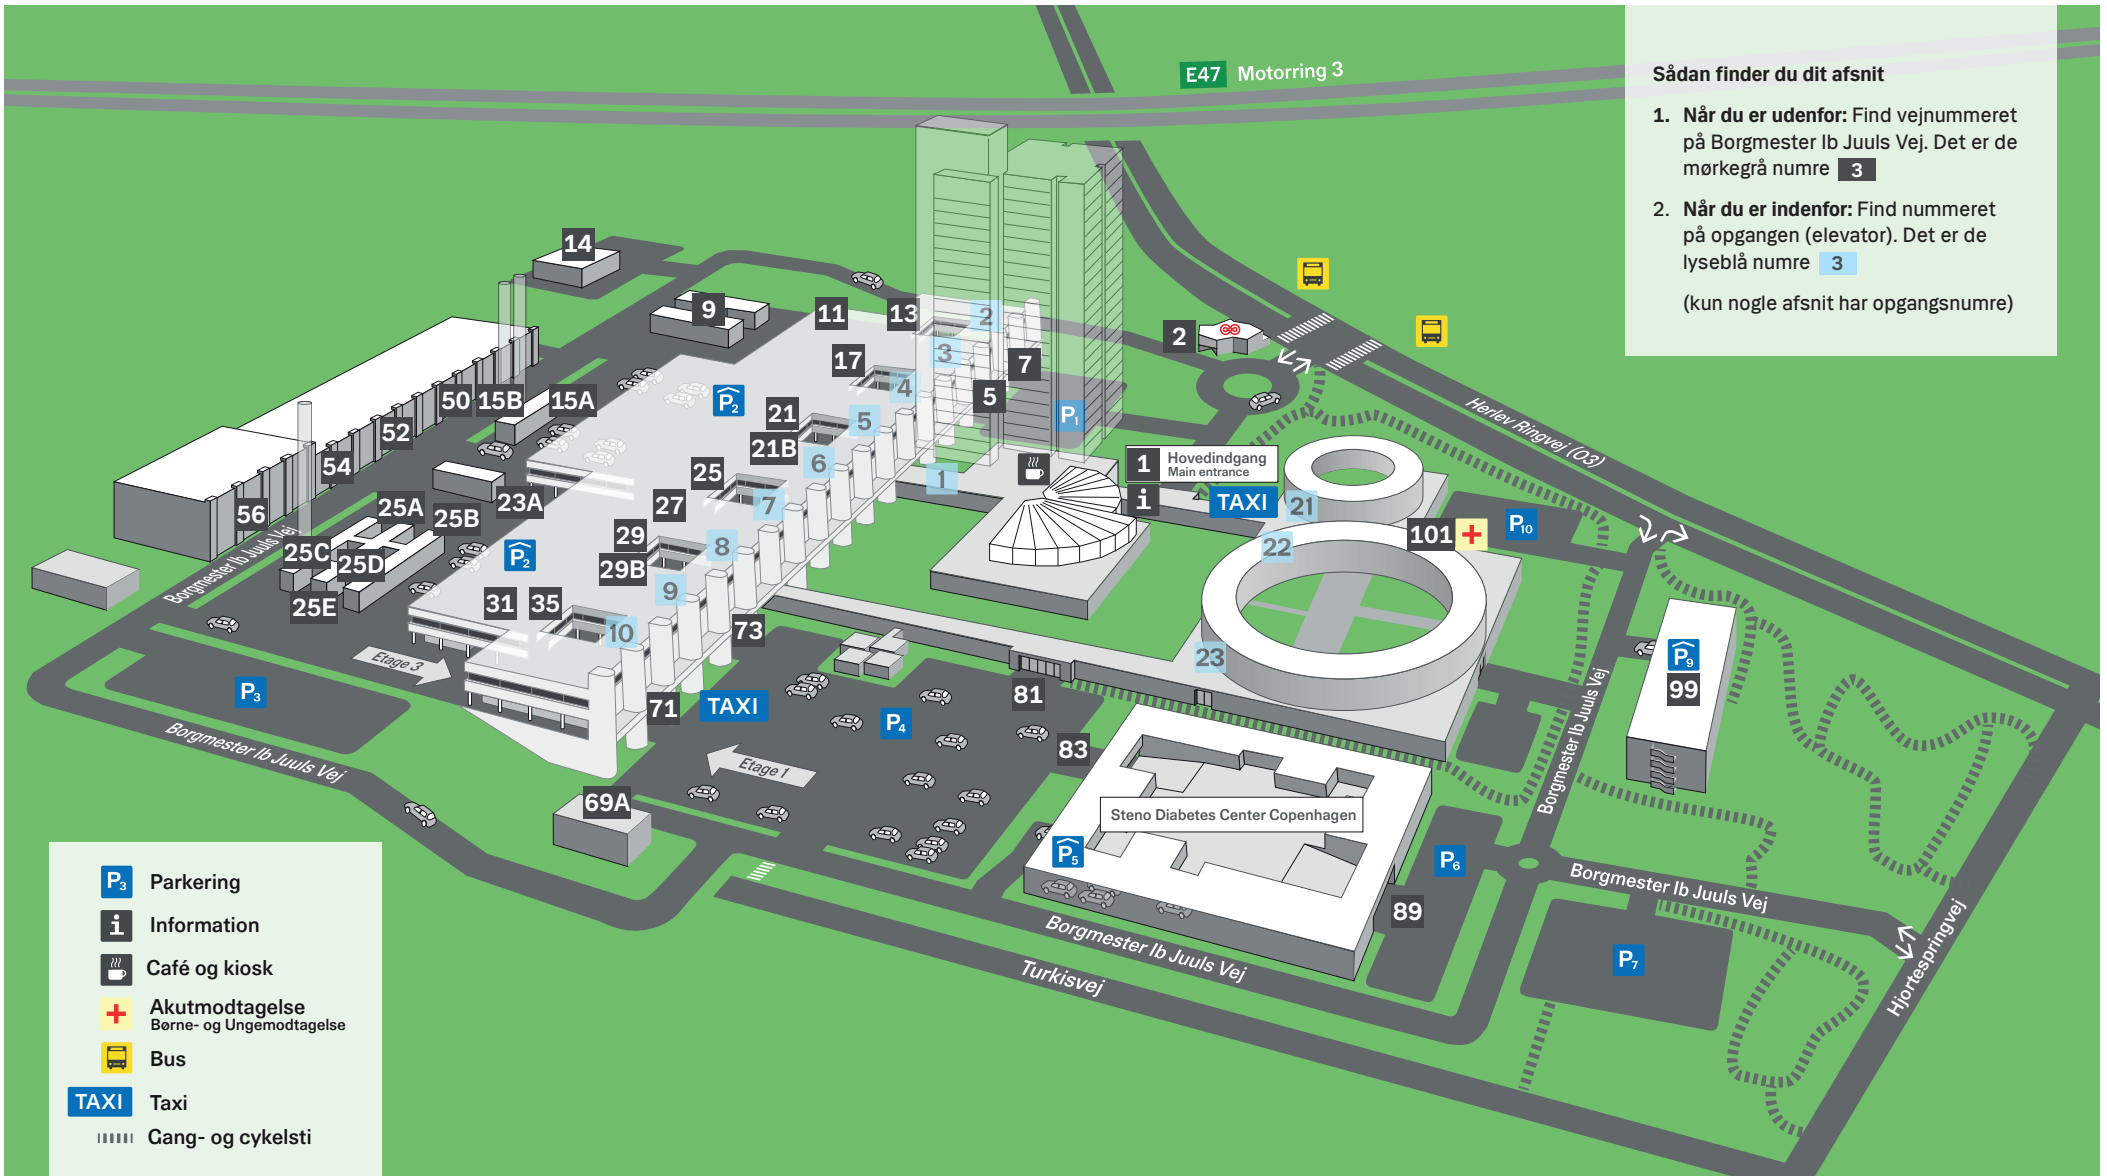 E47 Motorring 3
Sådan finder du dit afsnit
1. Når du er udenfor: Find vejnummeret
på Borgmester Ib Juuls Vej. Det er de
mørkegrå numre 3
2. Når du er indenfor: Find nummeret
på opgangen (elevator). Det er de
lyseblå numre 3
(kun nogle afsnit har opgangsnumre)
14
9
11
13
2
3
17
4
7
5
2
P1
Herlev Ringvej (O3)
50
15B
15A
P2
21
5
21B
6
52
54
56
25
7
27
1
1 Hovedindgang
Main entrance
i
TAXI
21
22
101
P10
23A
25A
25B
25C
25D
25E
Borgmester Ib Juuls Vej
P2
29
29B
8
9
31
35
10
73
71
TAXI
23
81
83
P4
P9
99
Etage 3
P3
Borgmester Ib Juuls Vej
Etage 1
69A
Steno Diabetes Center Copenhagen
P5
P6
89
Borgmester Ib Juuls Vej
Borgmester Ib Juuls Vej
P7
Hjortespringvej
Borgmester Ib Juuls Vej
Turkisvej
P3 Parkering
i Information
Café og kiosk
Akutmodtagelse
Børne- og Ungemodtagelse
Bus
TAXI Taxi
Gang- og cykelsti